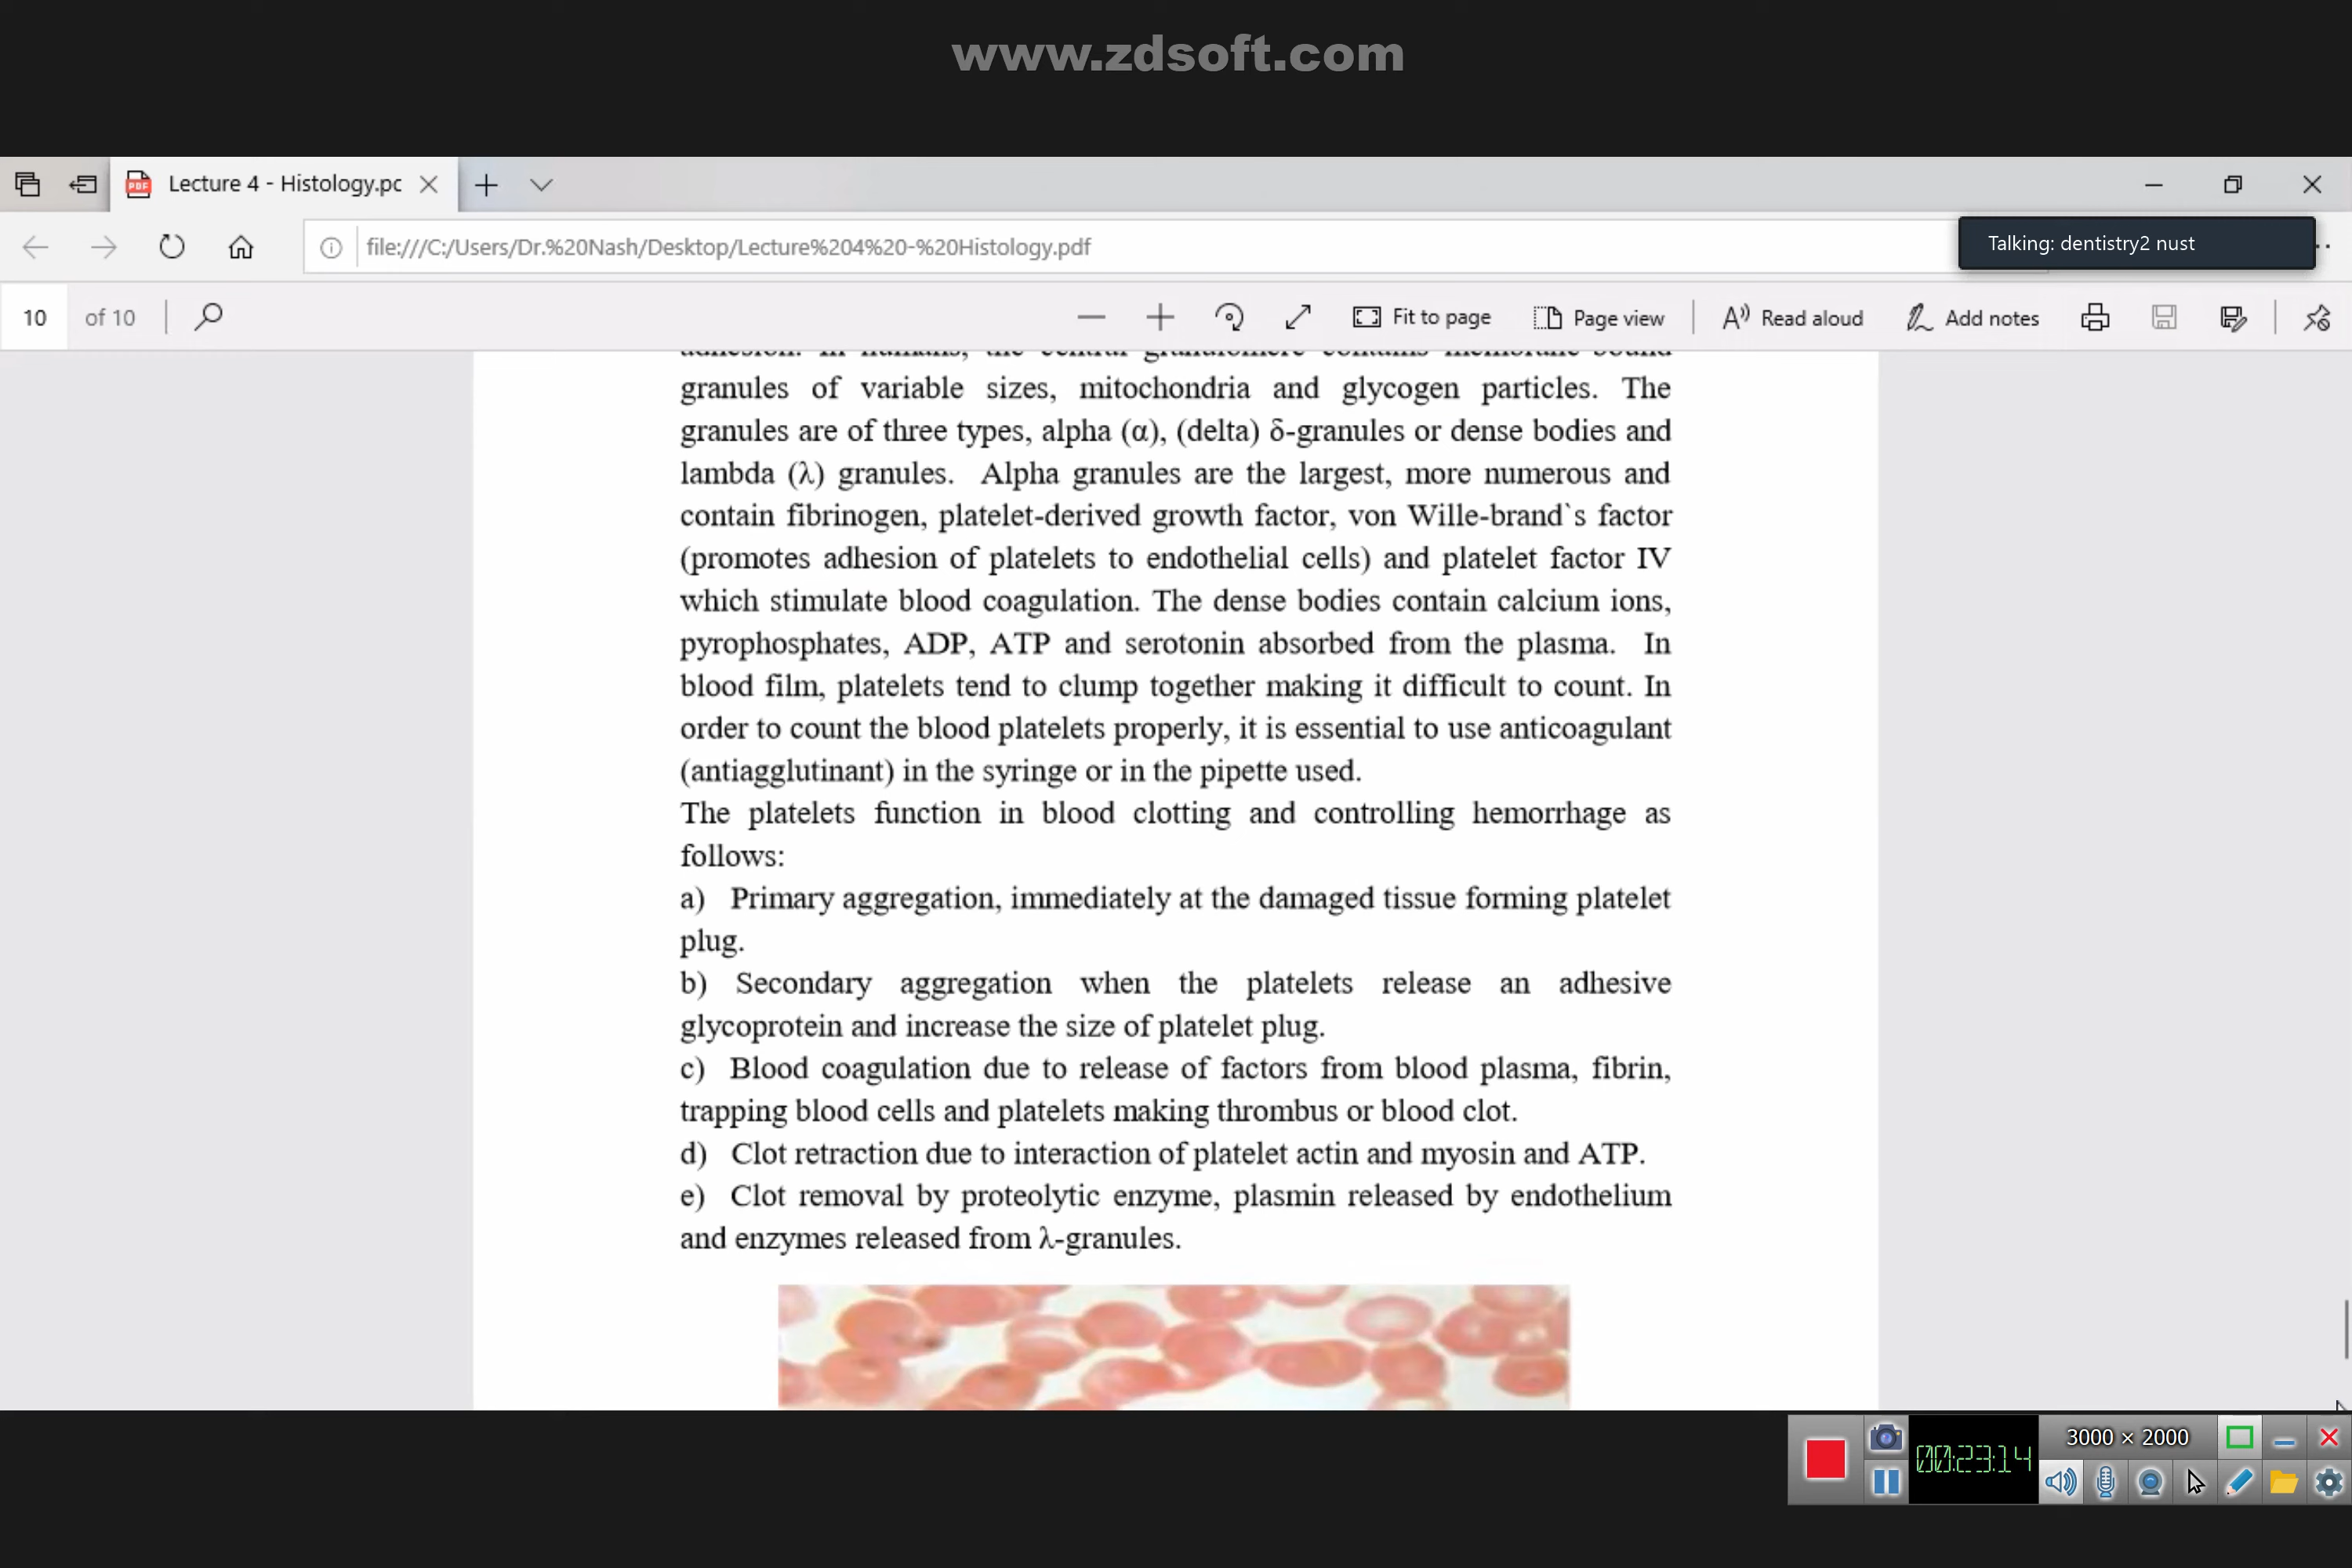 www.zdsoft.com
Lecture 4 - Histology.pc
file:///C:/Users/Dr.%20Nash/Desktop/Lecture%204%20-%20Histology.pdf
Talking: dentistry2 nust
10 of 10 Fit to page Page view Read aloud Add notes
adhesion. In humans, the central granulomere contains membrane bound
granules of variable sizes, mitochondria and glycogen particles. The
granules are of three types, alpha (α), (delta) δ-granules or dense bodies and
lambda (λ) granules. Alpha granules are the largest, more numerous and
contain fibrinogen, platelet-derived growth factor, von Wille-brand`s factor
(promotes adhesion of platelets to endothelial cells) and platelet factor IV
which stimulate blood coagulation. The dense bodies contain calcium ions,
pyrophosphates, ADP, ATP and serotonin absorbed from the plasma. In
blood film, platelets tend to clump together making it difficult to count. In
order to count the blood platelets properly, it is essential to use anticoagulant
(antiagglutinant) in the syringe or in the pipette used.
The platelets function in blood clotting and controlling hemorrhage as
follows:
a) Primary aggregation, immediately at the damaged tissue forming platelet
plug.
b) Secondary aggregation when the platelets release an adhesive
glycoprotein and increase the size of platelet plug.
c) Blood coagulation due to release of factors from blood plasma, fibrin,
trapping blood cells and platelets making thrombus or blood clot.
d) Clot retraction due to interaction of platelet actin and myosin and ATP.
e) Clot removal by proteolytic enzyme, plasmin released by endothelium
and enzymes released from λ-granules.
3000 × 2000
00:23:14